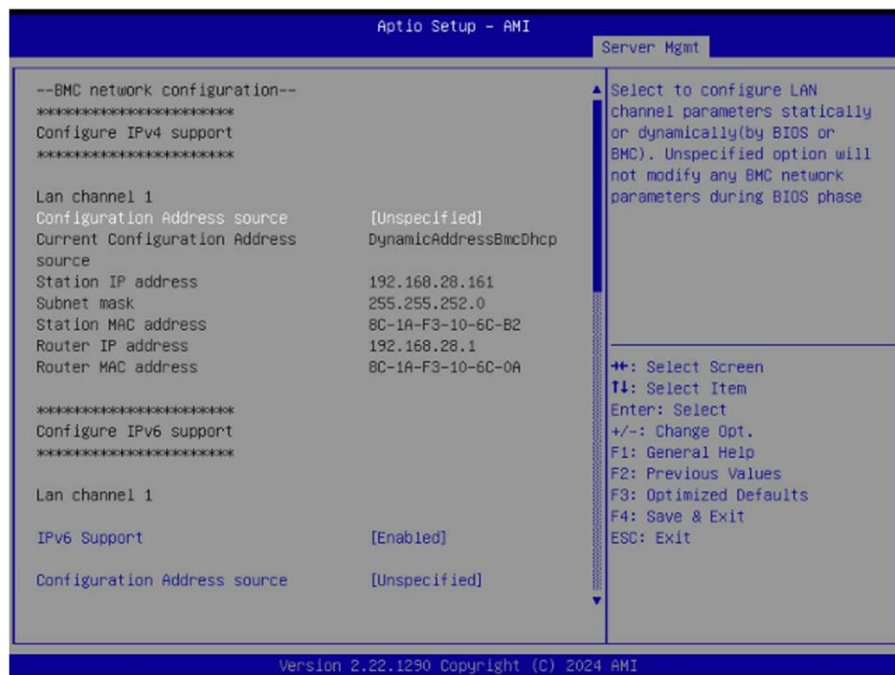 Aptio Setup – AMI
Server Mgmt
--BMC network configuration--
************************
Configure IPv4 support
************************
Lan channel 1
Configuration Address source [Unspecified]
Current Configuration Address DynamicAddressBmcDhcp
source
Station IP address 192.168.28.161
Subnet mask 255.255.252.0
Station MAC address 8C-1A-F3-10-6C-B2
Router IP address 192.168.28.1
Router MAC address 8C-1A-F3-10-6C-0A
************************
Configure IPv6 support
************************
Lan channel 1
IPv6 Support [Enabled]
Configuration Address source [Unspecified]
Select to configure LAN
channel parameters statically
or dynamically(by BIOS or
BMC). Unspecified option will
not modify any BMC network
parameters during BIOS phase
→←: Select Screen
↑↓: Select Item
Enter: Select
+/-: Change Opt.
F1: General Help
F2: Previous Values
F3: Optimized Defaults
F4: Save & Exit
ESC: Exit
Version 2.22.1290 Copyright (C) 2024 AMI